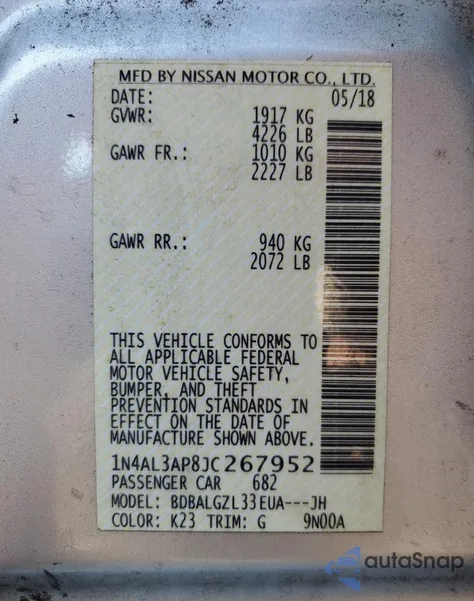 MFD BY NISSAN MOTOR CO., LTD.
DATE: 05/18
GVWR: 1917 KG
4226 LB
GAWR FR.: 1010 KG
2227 LB
GAWR RR.: 940 KG
2072 LB
THIS VEHICLE CONFORMS TO
ALL APPLICABLE FEDERAL
MOTOR VEHICLE SAFETY,
BUMPER, AND THEFT
PREVENTION STANDARDS IN
EFFECT ON THE DATE OF
MANUFACTURE SHOWN ABOVE.
1N4AL3AP8JC267952
PASSENGER CAR 682
MODEL: BDBALGZL33EUA---JH
COLOR: K23 TRIM: G 9N00A
autaSnap